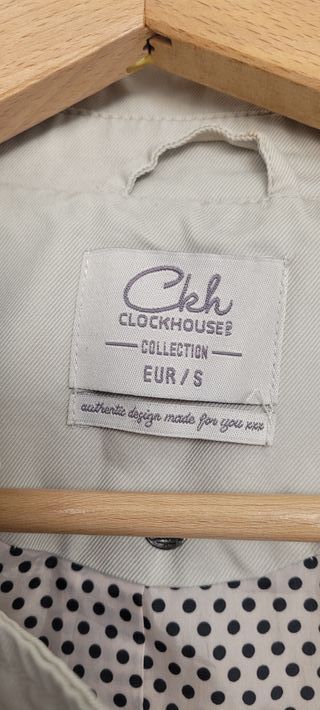 Ckh
CLOCKHOUSE
COLLECTION
EUR/S
authentic design made for you xxx